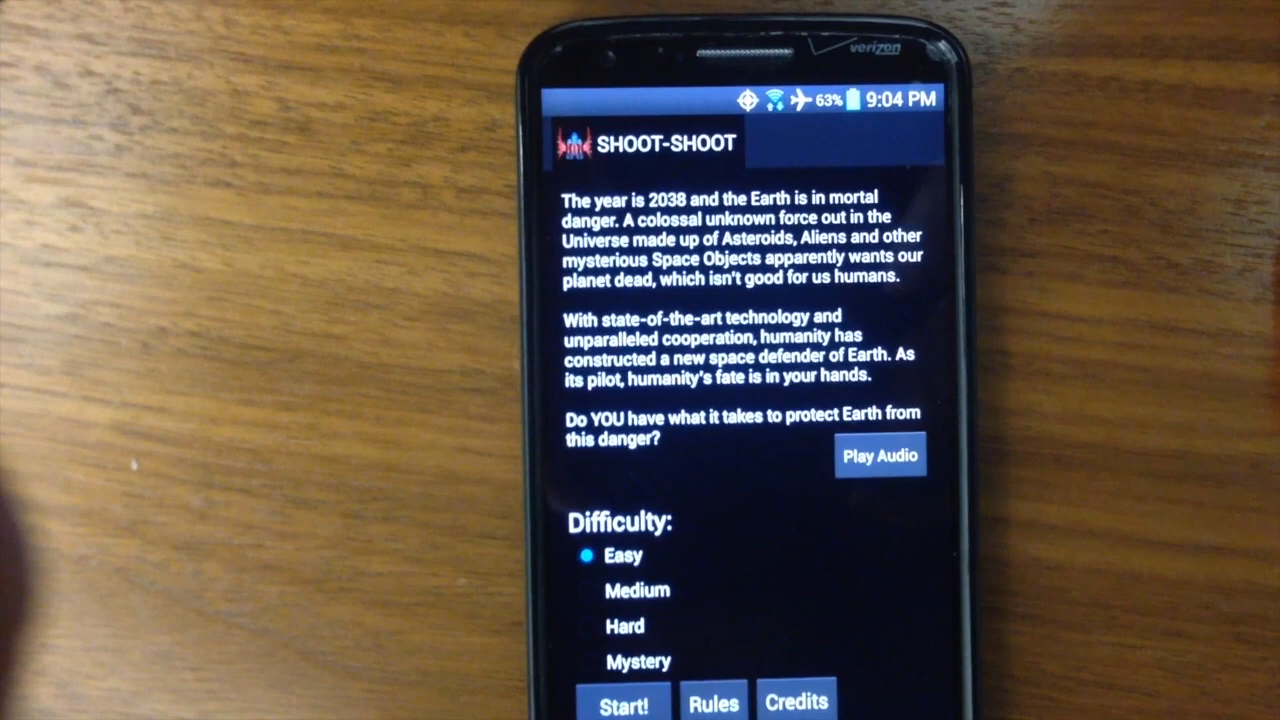 verizon
63% 9:04 PM
SHOOT-SHOOT
The year is 2038 and the Earth is in mortal
danger. A colossal unknown force out in the
Universe made up of Asteroids, Aliens and other
mysterious Space Objects apparently wants our
planet dead, which isn't good for us humans.
With state-of-the-art technology and
unparalleled cooperation, humanity has
constructed a new space defender of Earth. As
its pilot, humanity's fate is in your hands.
Do YOU have what it takes to protect Earth from
this danger?
Play Audio
Difficulty:
Easy
Medium
Hard
Mystery
Start! Rules Credits